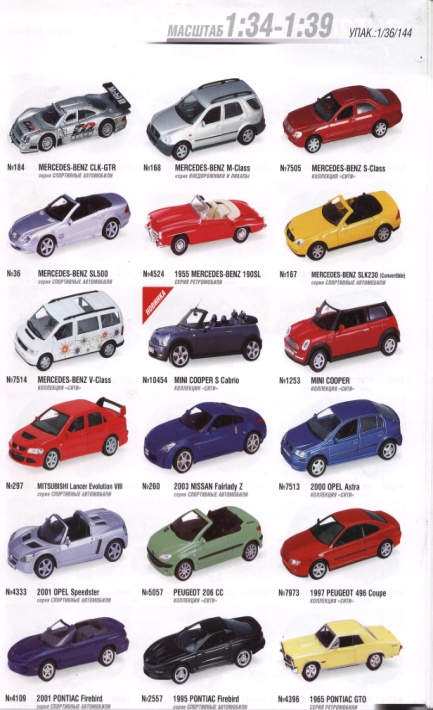 МАСШТАБ 1:34-1:39 УПАК.:1/36/144
№184 MERCEDES-BENZ CLK-GTR
серия СПОРТИВНЫЕ АВТОМОБИЛИ
№168 MERCEDES-BENZ M-Class
серия ВНЕДОРОЖНИКИ И ПИКАПЫ
№7505 MERCEDES-BENZ S-Class
КОЛЛЕКЦИЯ «СИТИ»
№36 MERCEDES-BENZ SL500
серия СПОРТИВНЫЕ АВТОМОБИЛИ
№4524 1955 MERCEDES-BENZ 190SL
СЕРИЯ РЕТРОМОБИЛИ
№167 MERCEDES-BENZ SLK230 (Convertible)
серия СПОРТИВНЫЕ АВТОМОБИЛИ
НОВИНКА
№7514 MERCEDES-BENZ V-Class
КОЛЛЕКЦИЯ «СИТИ»
№10454 MINI COOPER S Cabrio
КОЛЛЕКЦИЯ «СИТИ»
№1253 MINI COOPER
КОЛЛЕКЦИЯ «СИТИ»
№297 MITSUBISHI Lancer Evolution VIII
серия СПОРТИВНЫЕ АВТОМОБИЛИ
№260 2003 NISSAN Fairlady Z
серия СПОРТИВНЫЕ АВТОМОБИЛИ
№7513 2000 OPEL Astra
КОЛЛЕКЦИЯ «СИТИ»
№4333 2001 OPEL Speedster
серия СПОРТИВНЫЕ АВТОМОБИЛИ
№5057 PEUGEOT 206 CC
КОЛЛЕКЦИЯ «СИТИ»
№7973 1997 PEUGEOT 496 Coupe
КОЛЛЕКЦИЯ «СИТИ»
№4109 2001 PONTIAC Firebird
серия СПОРТИВНЫЕ АВТОМОБИЛИ
№2557 1995 PONTIAC Firebird
серия СПОРТИВНЫЕ АВТОМОБИЛИ
№4396 1965 PONTIAC GTO
СЕРИЯ РЕТРОМОБИЛИ